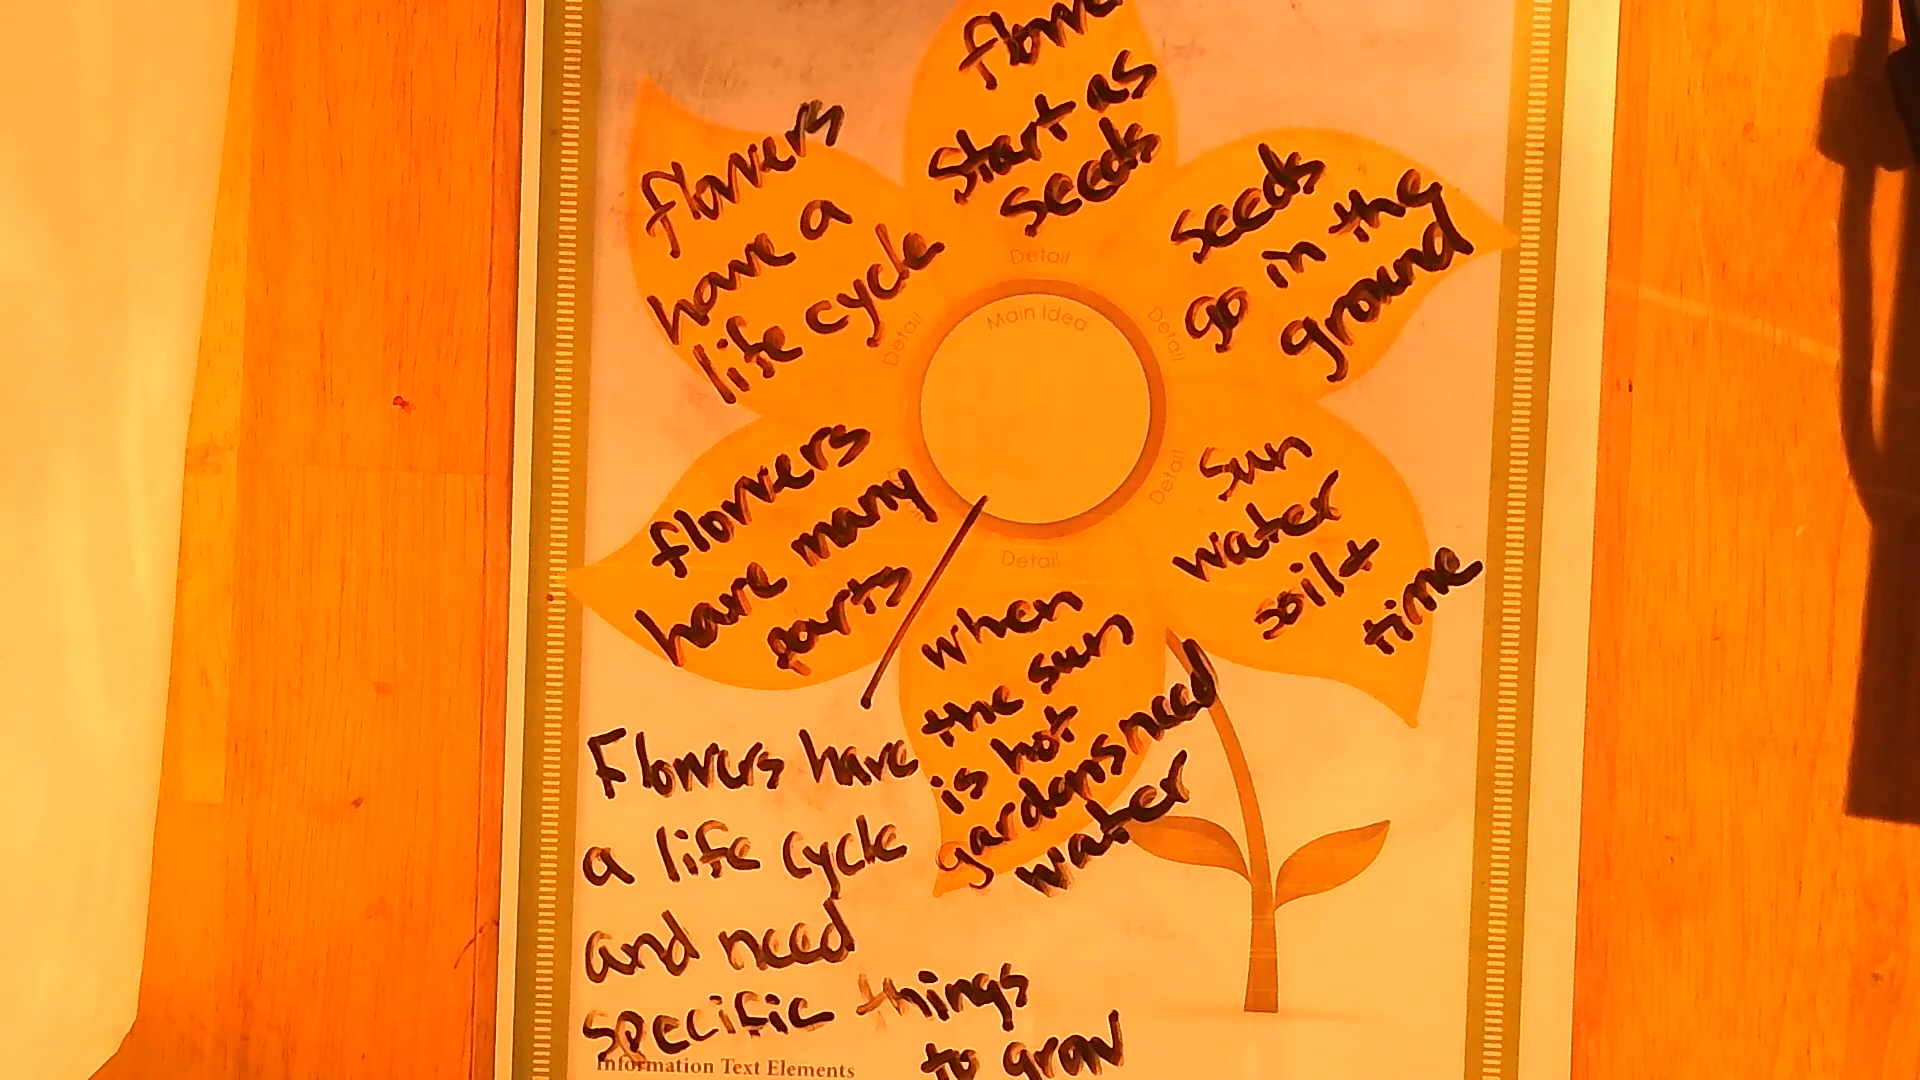 start as
seeds
Detail
flowers
have a
life cycle
Detail
seeds
go in the
ground
Detail
Main Idea
flowers
have many
parts
sun
water
soil +
time
Detail
Detail
when
the sun
is hot
gardens need
water
Flowers have
a life cycle
and need
specific things
to grow
Information Text Elements